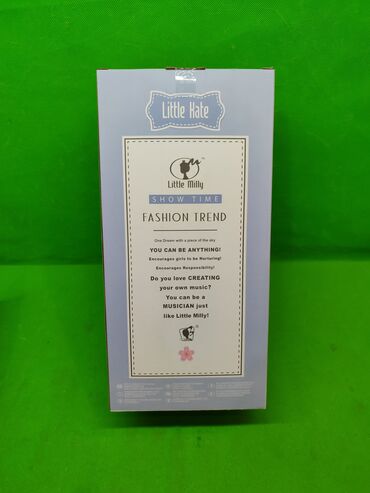 Little Kate
Little Milly
SHOW TIME
FASHION TREND
One Dream with a piece of the sky
YOU CAN BE ANYTHING!
Encourages girls to be Nurturing!
Encourages Responsibility!
Do you love CREATING
your own music?
You can be a
MUSICIAN just
like Little Milly!